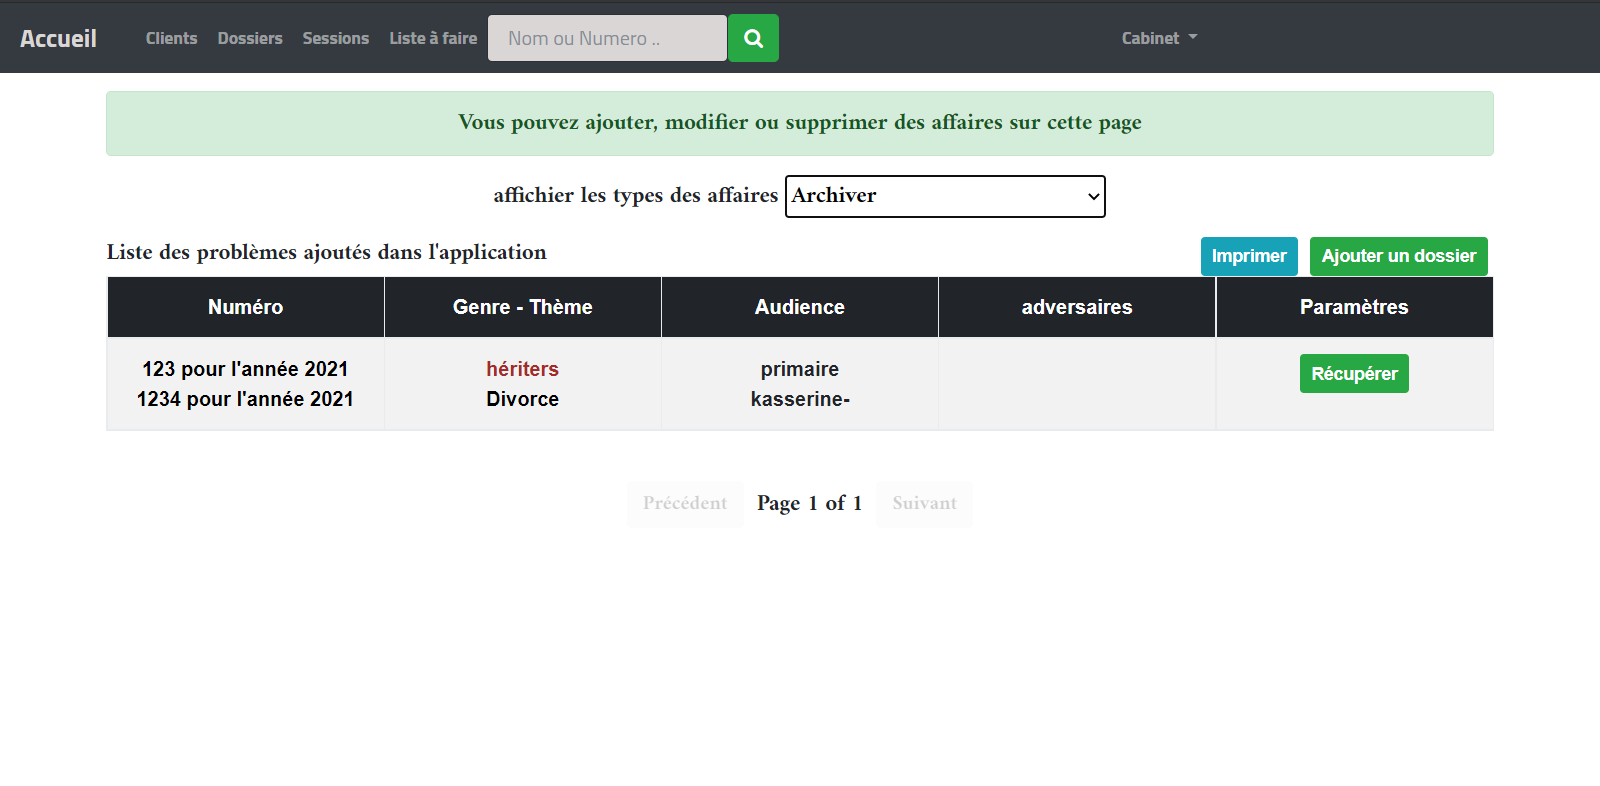 Accueil Clients Dossiers Sessions Liste à faire Nom ou Numero .. Cabinet
Vous pouvez ajouter, modifier ou supprimer des affaires sur cette page
affichier les types des affaires Archiver
Liste des problèmes ajoutés dans l'application Imprimer Ajouter un dossier
Numéro Genre - Thème Audience adversaires Paramètres
123 pour l'année 2021 hériters primaire Récupérer
1234 pour l'année 2021 Divorce kasserine-
Précédent Page 1 of 1 Suivant